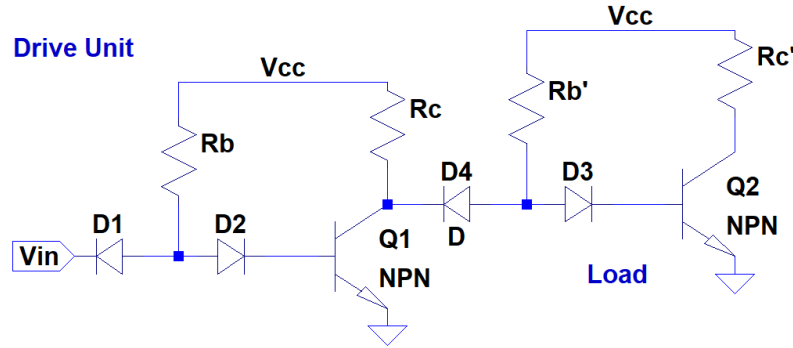 Drive Unit
Vcc
Vcc
Rb
Rc
Rb'
Rc'
D1
D2
D4
D3
Vin
Q1
NPN
D
Q2
NPN
Load